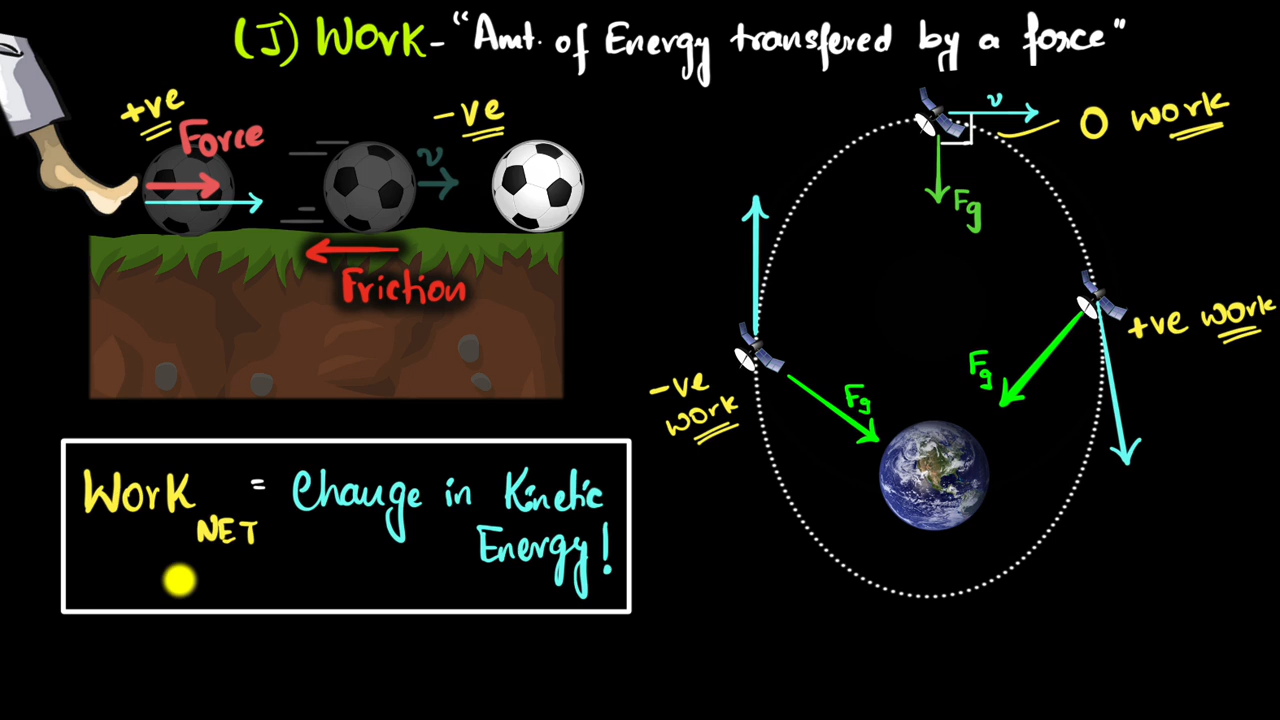 (J) Work - "Amt. of Energy transfered by a force"
+ve
Force
-ve
v
Friction
v
0 work
Fg
+ve work
Fg
-ve
work
Fg
Work NET = Change in Kinetic
Energy!